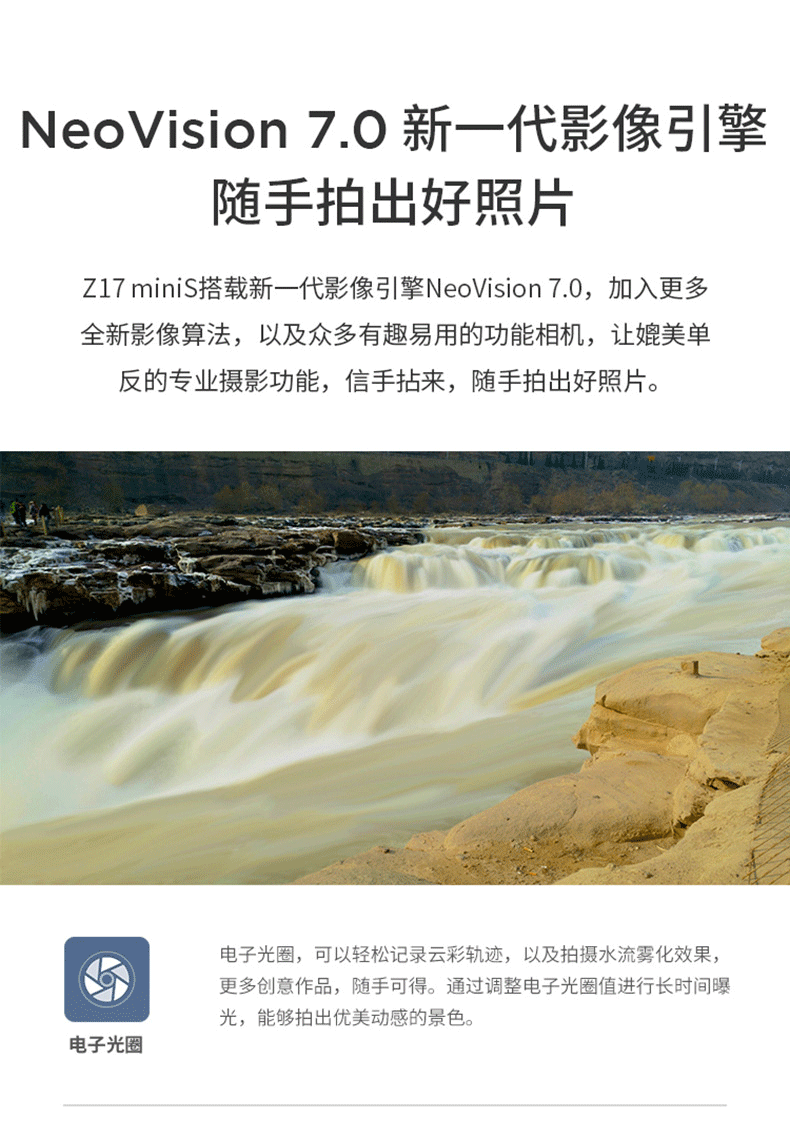 NeoVision 7.0 新一代影像引擎
随手拍出好照片
Z17 miniS搭载新一代影像引擎NeoVision 7.0，加入更多
全新影像算法，以及众多有趣易用的功能相机，让媲美单
反的专业摄影功能，信手拈来，随手拍出好照片。
电子光圈，可以轻松记录云彩轨迹，以及拍摄水流雾化效果，
更多创意作品，随手可得。通过调整电子光圈值进行长时间曝
光，能够拍出优美动感的景色。
电子光圈